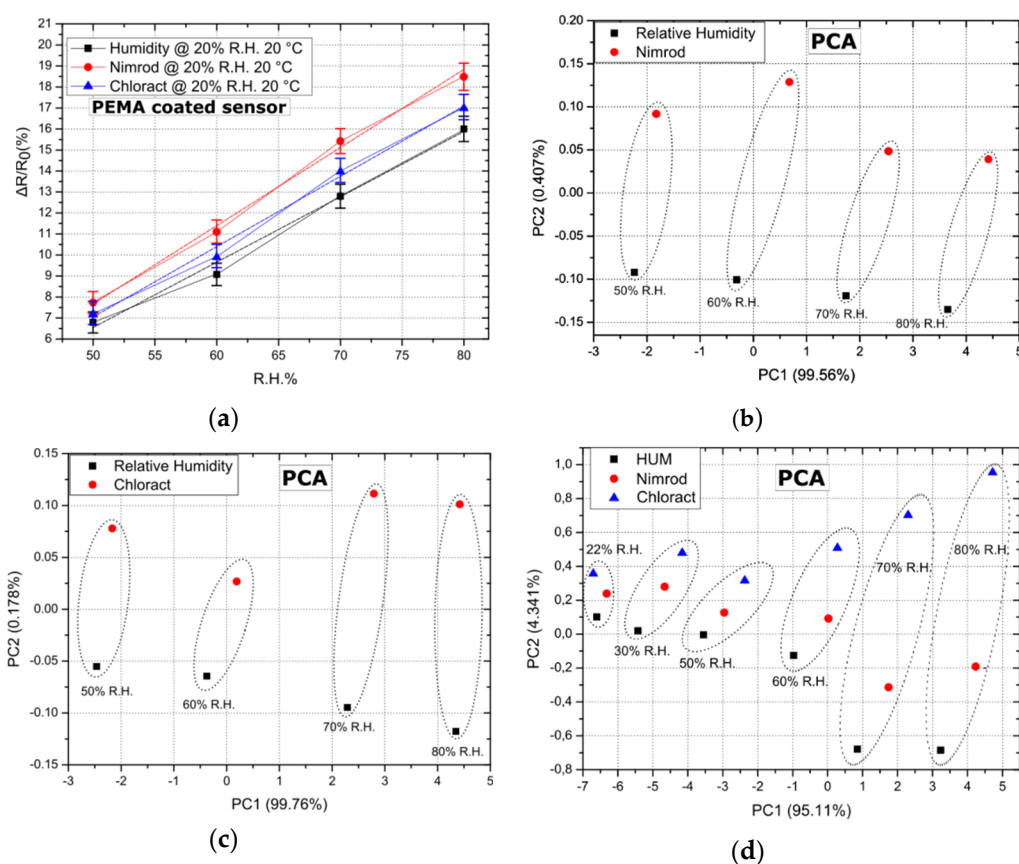 21
20
19
18
17
16
15
14
13
12
11
10
9
8
7
6
ΔR/R0(%)
Humidity @ 20% R.H. 20 °C
Nimrod @ 20% R.H. 20 °C
Chloract @ 20% R.H. 20 °C
PEMA coated sensor
50 55 60 65 70 75 80
R.H.%
(a)
0.20
0.15
0.10
0.05
0.00
-0.05
-0.10
-0.15
PC2 (0.407%)
Relative Humidity
Nimrod
PCA
50% R.H.
60% R.H.
70% R.H.
80% R.H.
-3 -2 -1 0 1 2 3 4 5
PC1 (99.56%)
(b)
0.15
0.10
0.05
0.00
-0.05
-0.10
-0.15
PC2 (0.178%)
Relative Humidity
Chloract
PCA
50% R.H.
60% R.H.
70% R.H.
80% R.H.
-3 -2 -1 0 1 2 3 4 5
PC1 (99.76%)
(c)
1,0
0,8
0,6
0,4
0,2
0,0
-0,2
-0,4
-0,6
-0,8
PC2 (4.341%)
HUM
Nimrod
Chloract
PCA
22% R.H.
30% R.H.
50% R.H.
60% R.H.
70% R.H.
80% R.H.
-7 -6 -5 -4 -3 -2 -1 0 1 2 3 4 5
PC1 (95.11%)
(d)